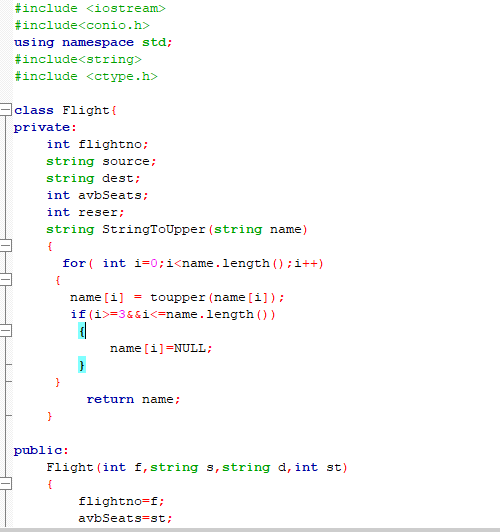 #include <iostream>
#include<conio.h>
using namespace std;
#include<string>
#include <ctype.h>
class Flight{
private:
int flightno;
string source;
string dest;
int avbSeats;
int reser;
string StringToUpper(string name)
{
for( int i=0;i<name.length();i++)
{
name[i] = toupper(name[i]);
if(i>=3&&i<=name.length())
{
name[i]=NULL;
}
}
return name;
}
public:
Flight(int f,string s,string d,int st)
{
flightno=f;
avbSeats=st;